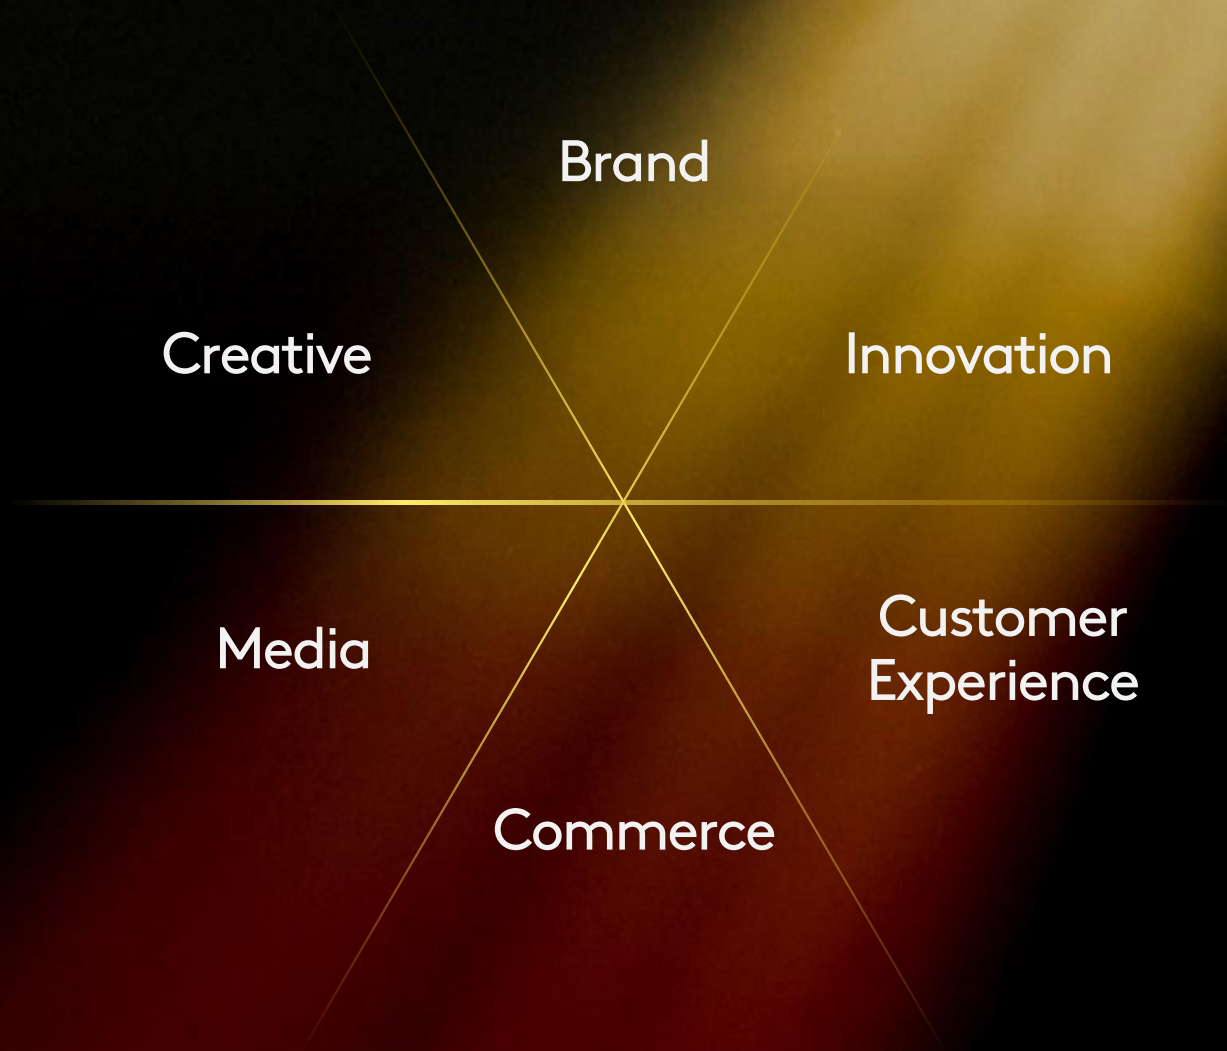 Brand
Creative
Innovation
Media
Customer
Experience
Commerce